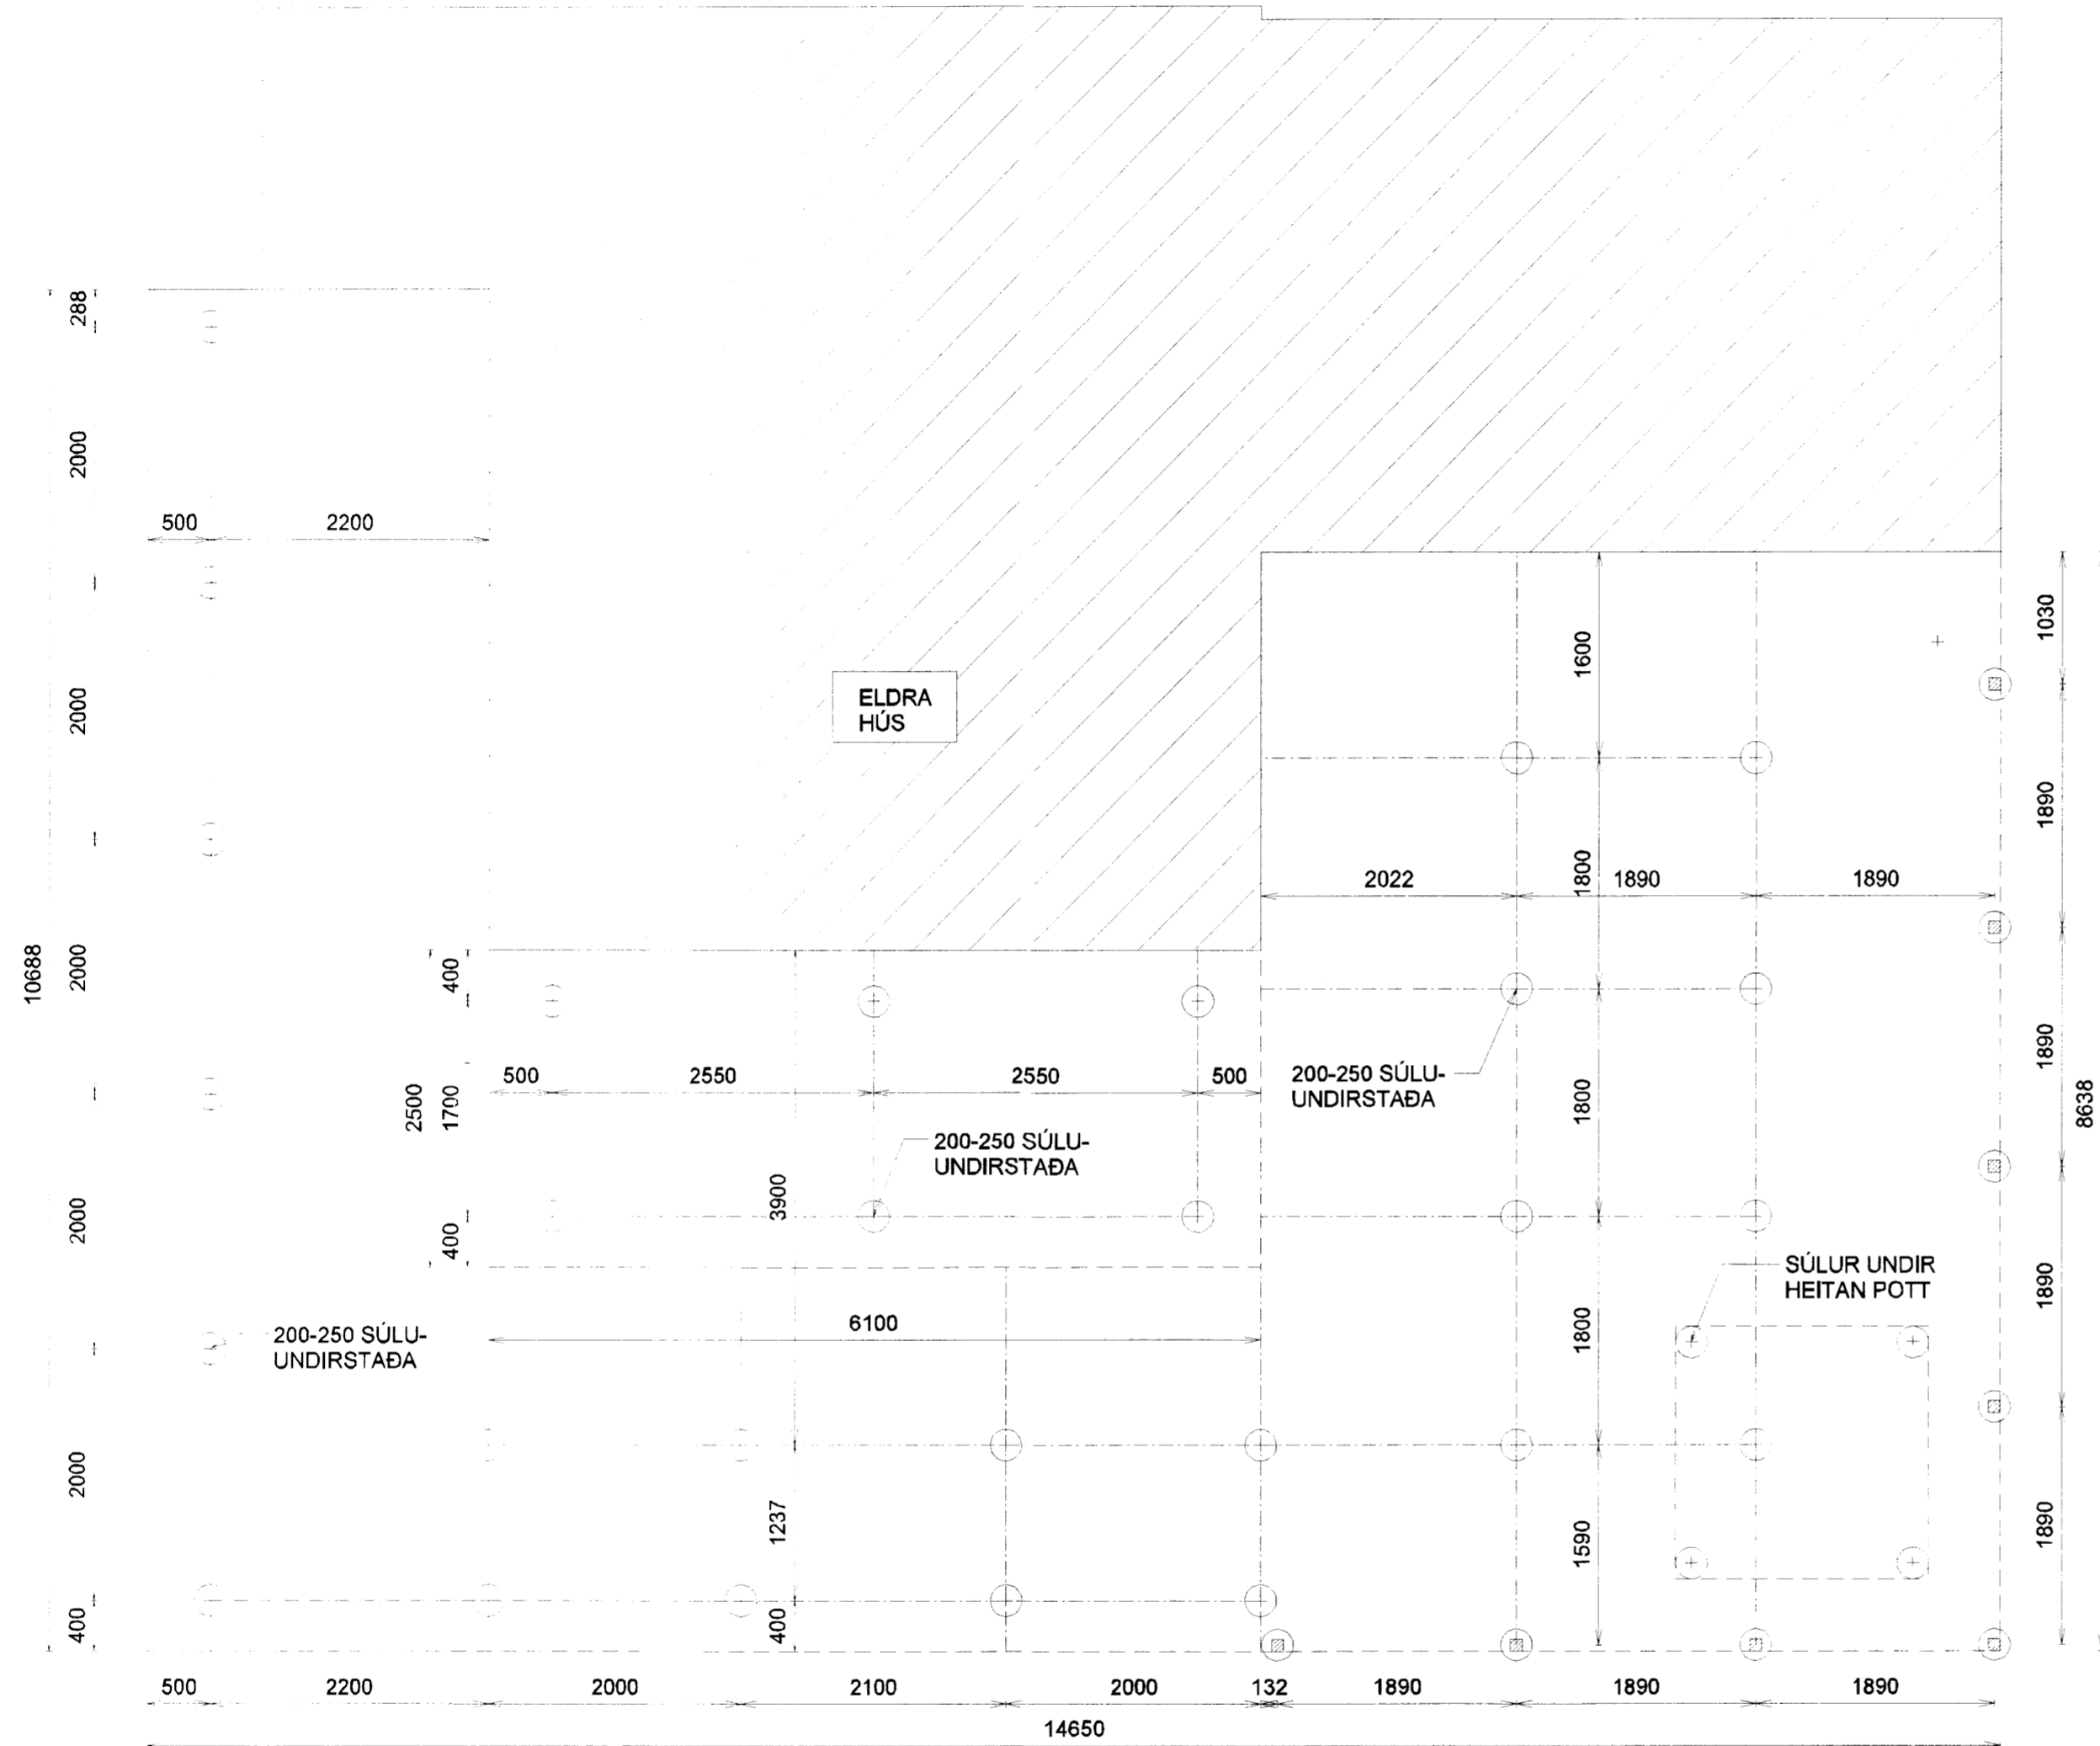 288
2000
500 2200
1030
1600
2000
ELDRA
HÚS
1890
1800
2022 1890 1890
10688
2000
400
500 2550 2550 500
200-250 SÚLU-
UNDIRSTAÐA
2500
1700
1800
1890
8638
200-250 SÚLU-
UNDIRSTAÐA
3900
2000
400
SÚLUR UNDIR
HEITAN POTT
1890
6100
200-250 SÚLU-
UNDIRSTAÐA
1800
2000
1237
1590
1890
400
400
500 2200 2000 2100 2000 132 1890 1890 1890
14650